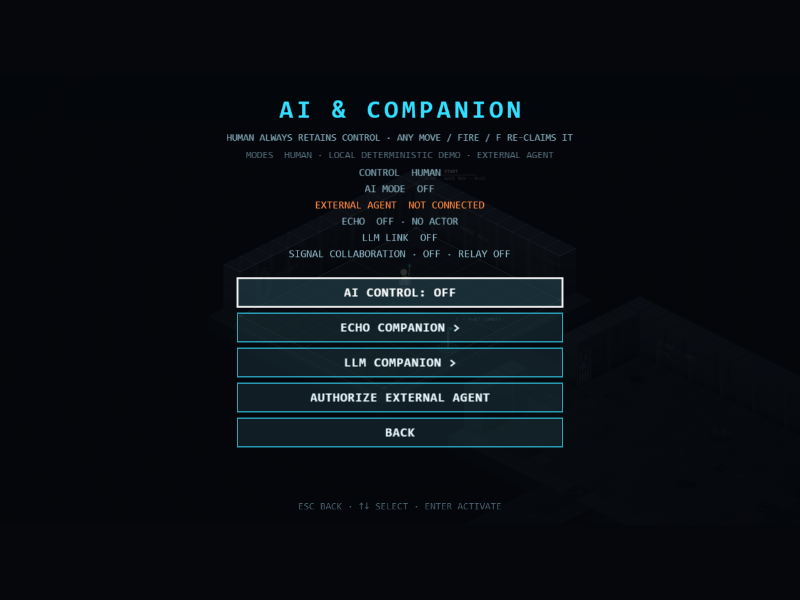 AI & COMPANION
HUMAN ALWAYS RETAINS CONTROL · ANY MOVE / FIRE / F RE-CLAIMS IT
MODES HUMAN · LOCAL DETERMINISTIC DEMO · EXTERNAL AGENT
CONTROL HUMAN
AI MODE OFF
EXTERNAL AGENT NOT CONNECTED
ECHO OFF · NO ACTOR
LLM LINK OFF
SIGNAL COLLABORATION · OFF · RELAY OFF
AI CONTROL: OFF
ECHO COMPANION >
LLM COMPANION >
AUTHORIZE EXTERNAL AGENT
BACK
ESC BACK · ↑↓ SELECT · ENTER ACTIVATE